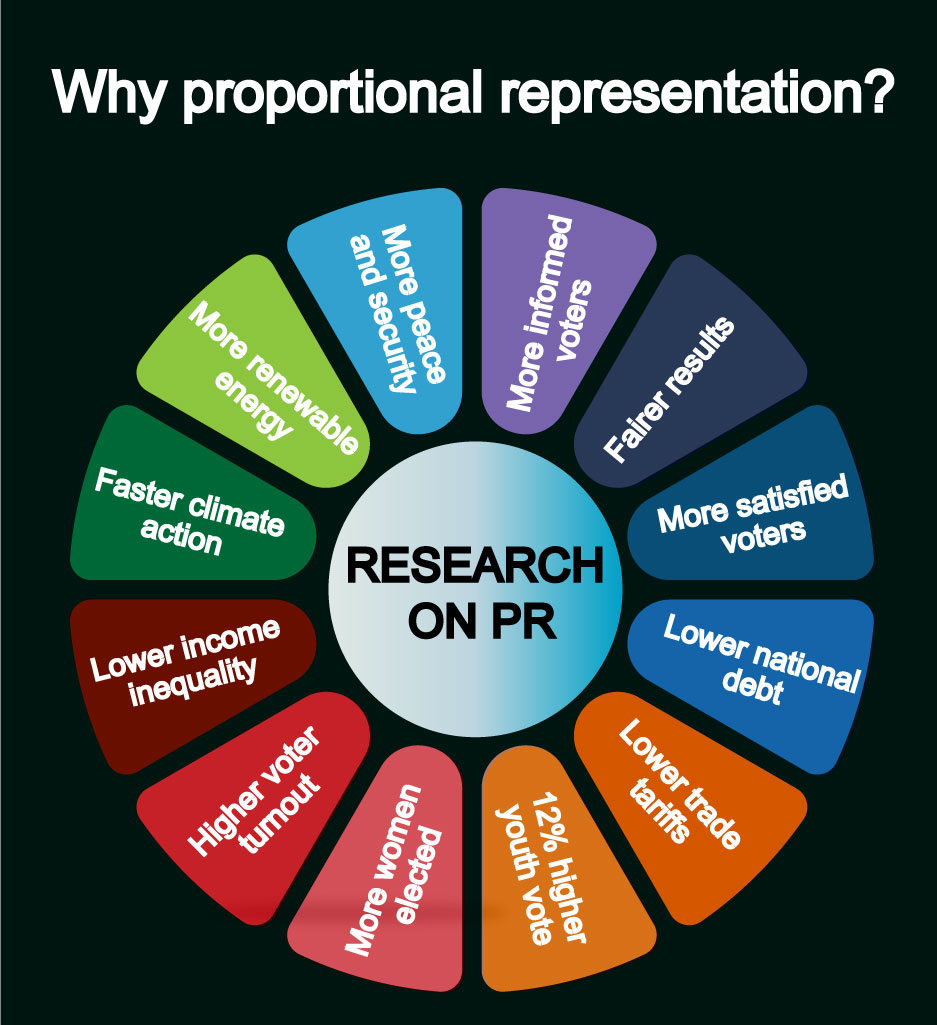 Why proportional representation?
More informed
voters
Fairer results
More satisfied
voters
Lower national
debt
Lower trade
tariffs
12% higher
youth vote
More women
elected
Higher voter
turnout
Lower income
inequality
Faster climate
action
More renewable
energy
More peace
and security
RESEARCH
ON PR